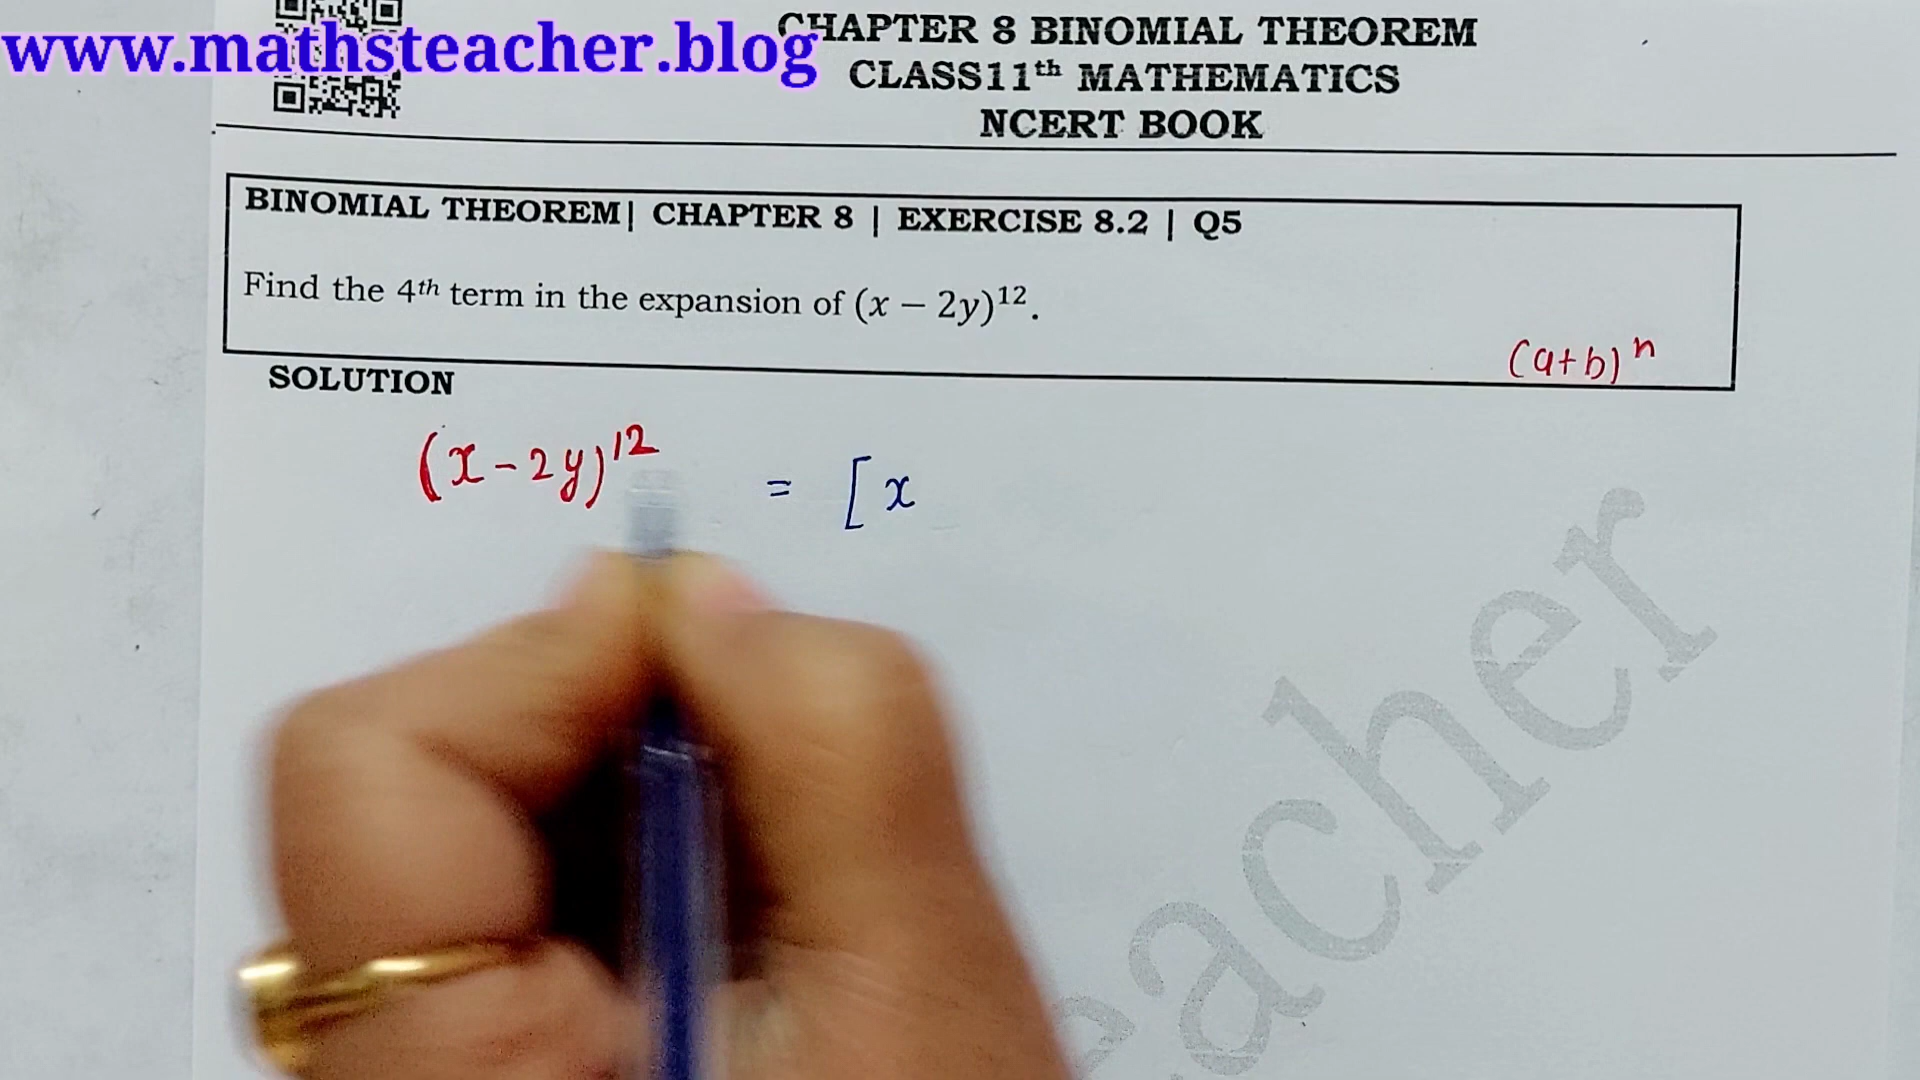 www.mathsteacher.blog
CHAPTER 8 BINOMIAL THEOREM
CLASS11th MATHEMATICS
NCERT BOOK
BINOMIAL THEOREM| CHAPTER 8 | EXERCISE 8.2 | Q5
Find the 4th term in the expansion of (x − 2y)^12.
(a+b)^n
SOLUTION
(x-2y)^12 = [x
eacher